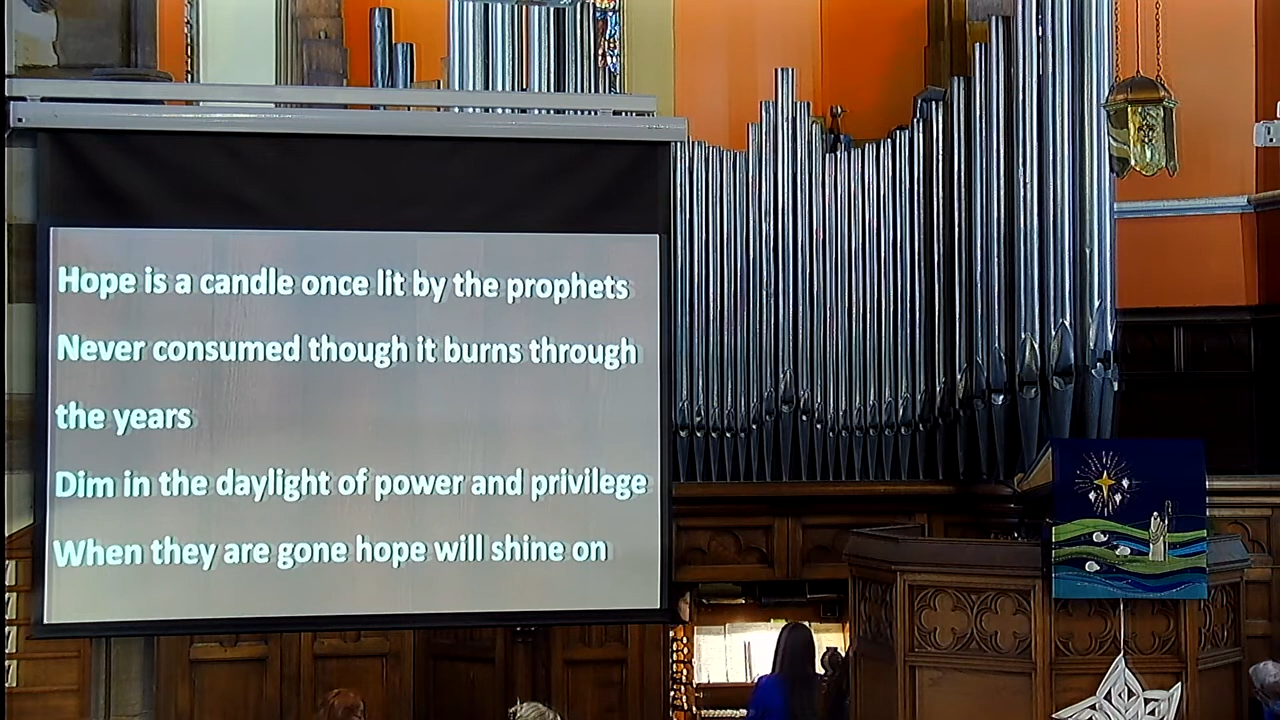 Hope is a candle once lit by the prophets
Never consumed though it burns through
the years
Dim in the daylight of power and privilege
When they are gone hope will shine on